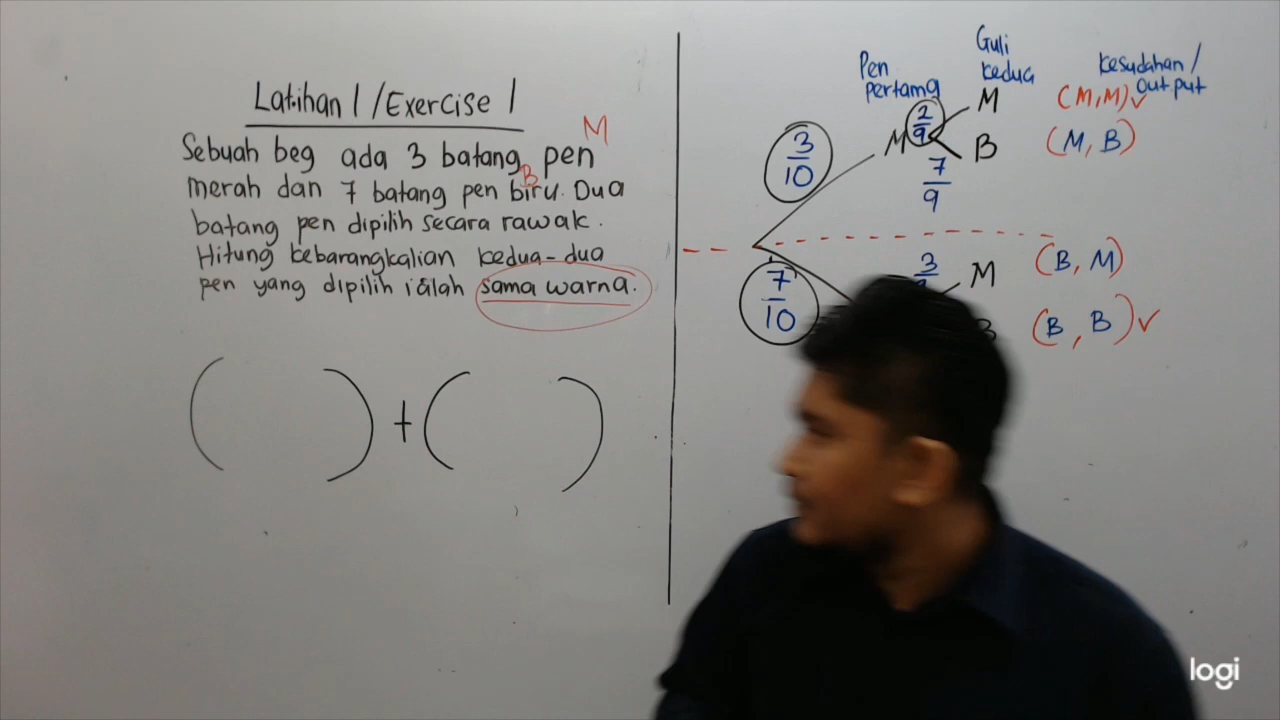 Latihan 1 / Exercise 1
M
Sebuah beg ada 3 batang pen
B
merah dan 7 batang pen biru. Dua
batang pen dipilih secara rawak.
Hitung kebarangkalian kedua-dua
pen yang dipilih ialah sama warna.
( ) + ( )
Pen pertama
Guli kedua
kesudahan / output
3/10
M
2/9
M
(M, M) ✓
7/9
B
(M, B)
7/10
3
M
(B, M)
B
(B, B) ✓
logi